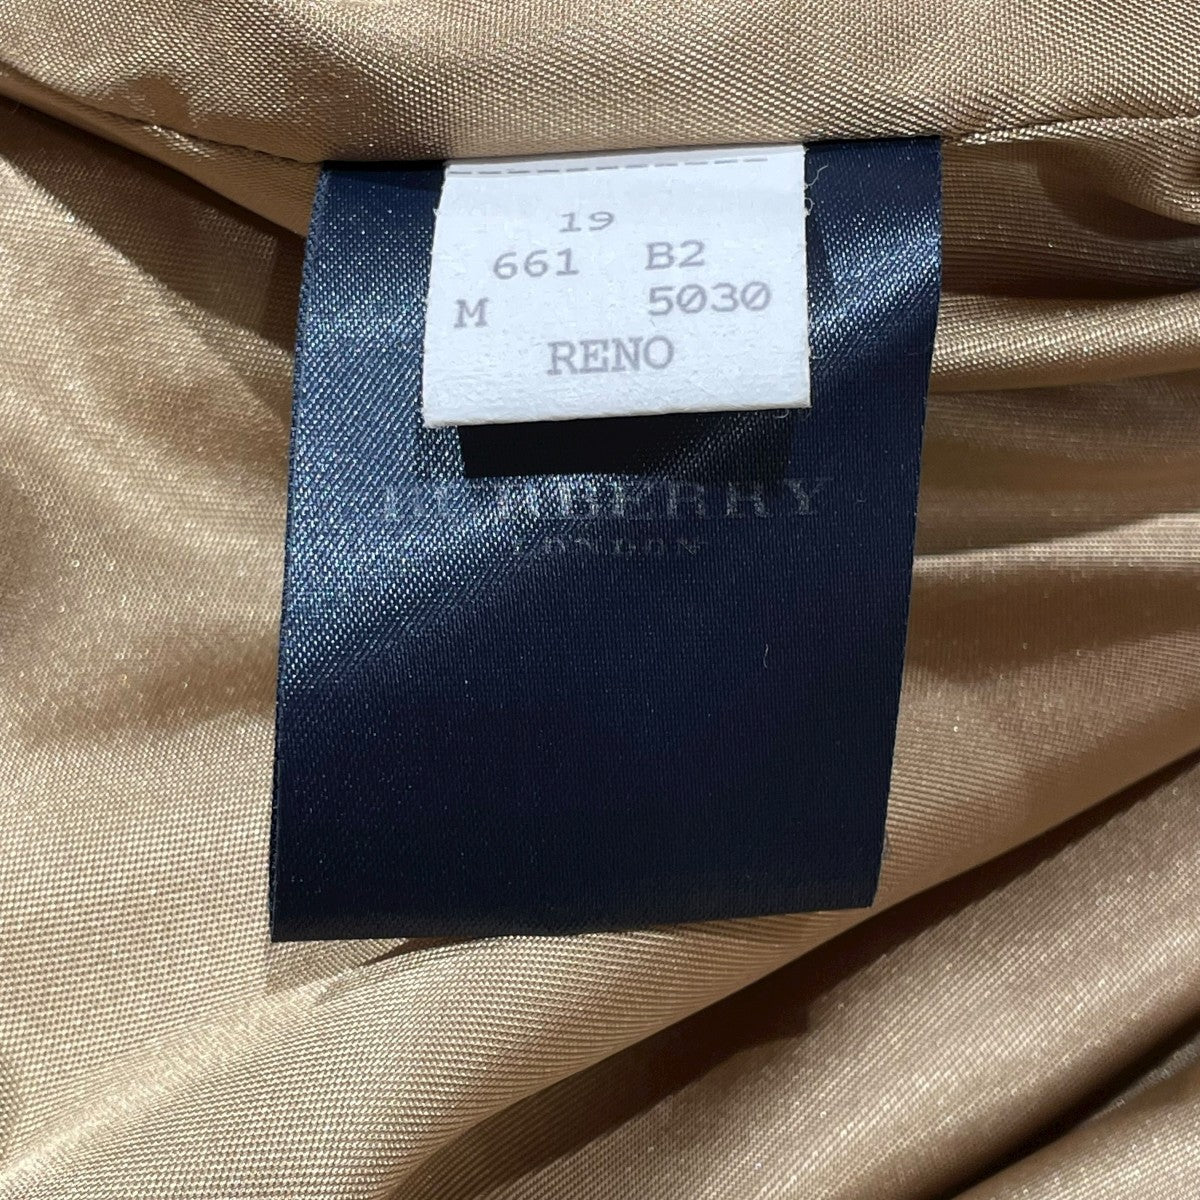 19
661 B2
M 5030
RENO
BURBERRY
LONDON